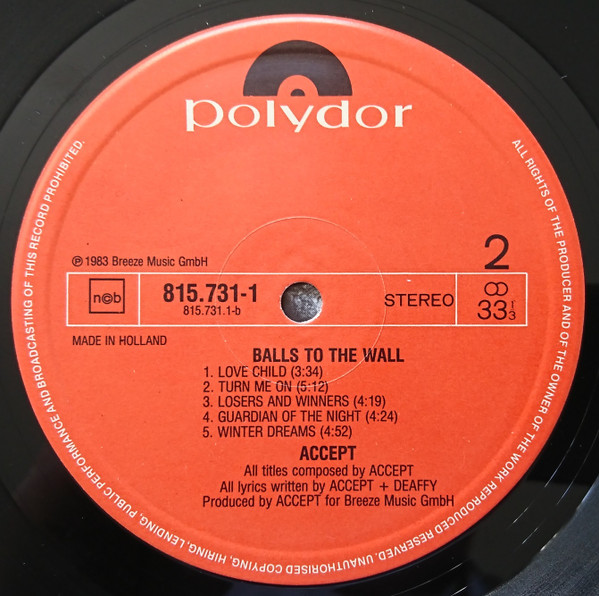 polydor
PERFORMANCE AND BROADCASTING OF THIS RECORD PROHIBITED.
ALL RIGHTS OF THE PRODUCER AND OF THE OWNER OF THE WORK REPRODUCED RESERVED. UNAUTHORISED COPYING, HIRING, LENDING, PUBLIC
℗ 1983 Breeze Music GmbH
2
ncb
815.731-1
815.731.1-b
STEREO
33 1/3
MADE IN HOLLAND
BALLS TO THE WALL
1. LOVE CHILD (3:34)
2. TURN ME ON (5:12)
3. LOSERS AND WINNERS (4:19)
4. GUARDIAN OF THE NIGHT (4:24)
5. WINTER DREAMS (4:52)
ACCEPT
All titles composed by ACCEPT
All lyrics written by ACCEPT + DEAFFY
Produced by ACCEPT for Breeze Music GmbH